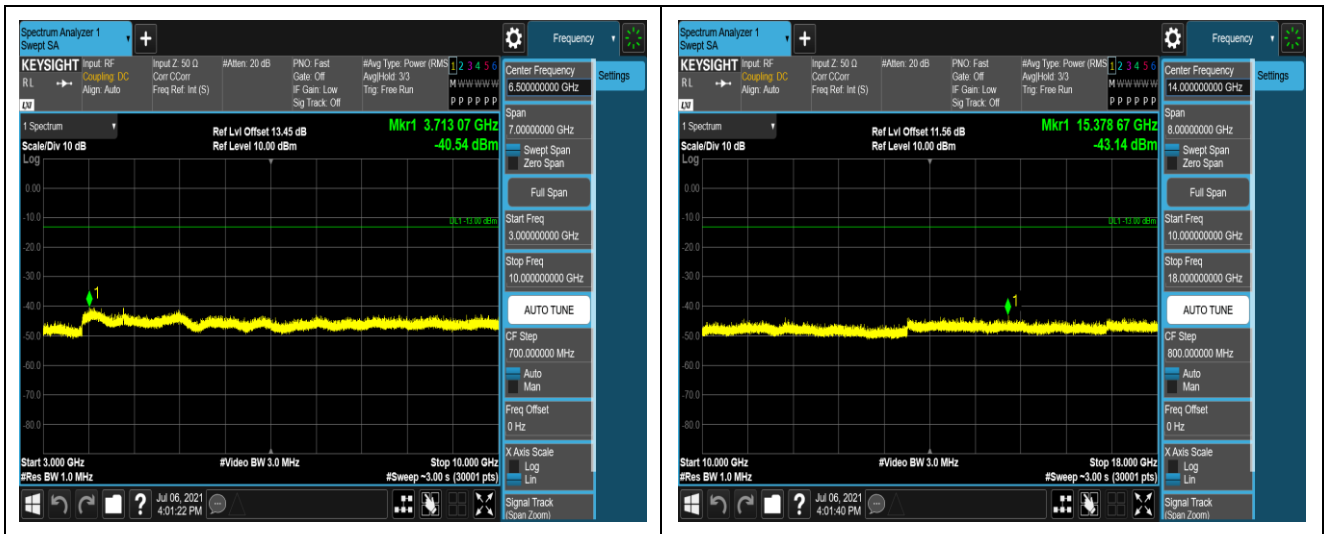 Spectrum Analyzer 1
Swept SA
+
Frequency
KEYSIGHT
RL
LXI
Input: RF
Coupling: DC
Align: Auto
Input Z: 50 Ω
Corr CCorr
Freq Ref: Int (S)
#Atten: 20 dB
PNO: Fast
Gate: Off
IF Gain: Low
Sig Track: Off
#Avg Type: Power (RMS
Avg|Hold: 3/3
Trig: Free Run
1 2 3 4 5 6
M W W W W W
P P P P P P
1 Spectrum
Scale/Div 10 dB
Log
Ref Lvl Offset 13.45 dB
Ref Level 10.00 dBm
Mkr1 3.713 07 GHz
-40.54 dBm
0.00
-10.0
DL1 -13.00 dBm
-20.0
-30.0
1
-40.0
-50.0
-60.0
-70.0
-80.0
Start 3.000 GHz
#Res BW 1.0 MHz
#Video BW 3.0 MHz
Stop 10.000 GHz
#Sweep ~3.00 s (30001 pts)
?
Jul 06, 2021
4:01:22 PM
Center Frequency
6.500000000 GHz
Settings
Span
7.00000000 GHz
Swept Span
Zero Span
Full Span
Start Freq
3.000000000 GHz
Stop Freq
10.000000000 GHz
AUTO TUNE
CF Step
700.000000 MHz
Auto
Man
Freq Offset
0 Hz
X Axis Scale
Log
Lin
Signal Track
(Span Zoom)
Spectrum Analyzer 1
Swept SA
+
Frequency
KEYSIGHT
RL
LXI
Input: RF
Coupling: DC
Align: Auto
Input Z: 50 Ω
Corr CCorr
Freq Ref: Int (S)
#Atten: 20 dB
PNO: Fast
Gate: Off
IF Gain: Low
Sig Track: Off
#Avg Type: Power (RMS
Avg|Hold: 3/3
Trig: Free Run
1 2 3 4 5 6
M W W W W W
P P P P P P
1 Spectrum
Scale/Div 10 dB
Log
Ref Lvl Offset 11.56 dB
Ref Level 10.00 dBm
Mkr1 15.378 67 GHz
-43.14 dBm
0.00
-10.0
DL1 -13.00 dBm
-20.0
-30.0
1
-40.0
-50.0
-60.0
-70.0
-80.0
Start 10.000 GHz
#Res BW 1.0 MHz
#Video BW 3.0 MHz
Stop 18.000 GHz
#Sweep ~3.00 s (30001 pts)
?
Jul 06, 2021
4:01:40 PM
Center Frequency
14.000000000 GHz
Settings
Span
8.00000000 GHz
Swept Span
Zero Span
Full Span
Start Freq
10.000000000 GHz
Stop Freq
18.000000000 GHz
AUTO TUNE
CF Step
800.000000 MHz
Auto
Man
Freq Offset
0 Hz
X Axis Scale
Log
Lin
Signal Track
(Span Zoom)